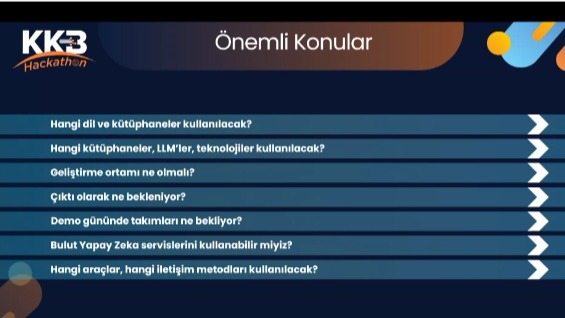 KKB
Hackathon
Önemli Konular
Hangi dil ve kütüphaneler kullanılacak?
Hangi kütüphaneler, LLM'ler, teknolojiler kullanılacak?
Geliştirme ortamı ne olmalı?
Çıktı olarak ne bekleniyor?
Demo gününde takımları ne bekliyor?
Bulut Yapay Zeka servislerini kullanabilir miyiz?
Hangi araçlar, hangi iletişim metodları kullanılacak?